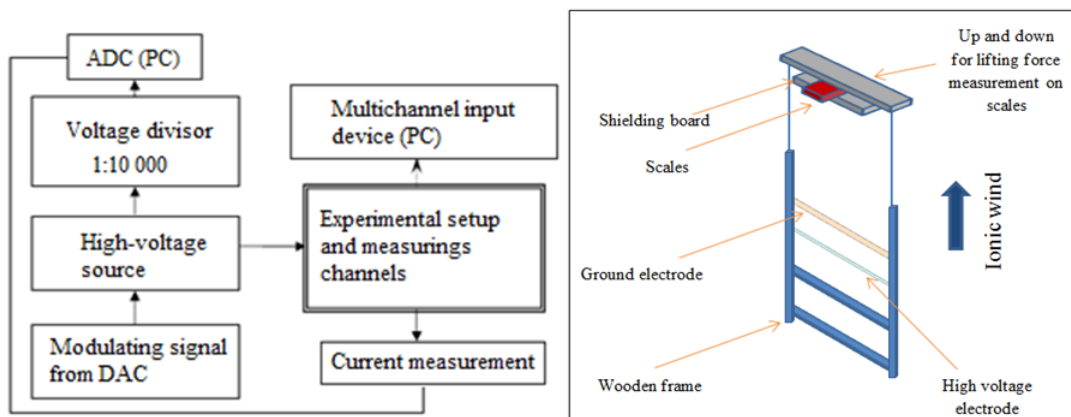 ADC (PC)
Voltage divisor
1:10 000
High-voltage
source
Modulating signal
from DAC
Multichannel input
device (PC)
Experimental setup
and measurings
channels
Current measurement
Up and down
for lifting force
measurement on
scales
Shielding board
Scales
Ionic wind
Ground electrode
Wooden frame
High voltage
electrode